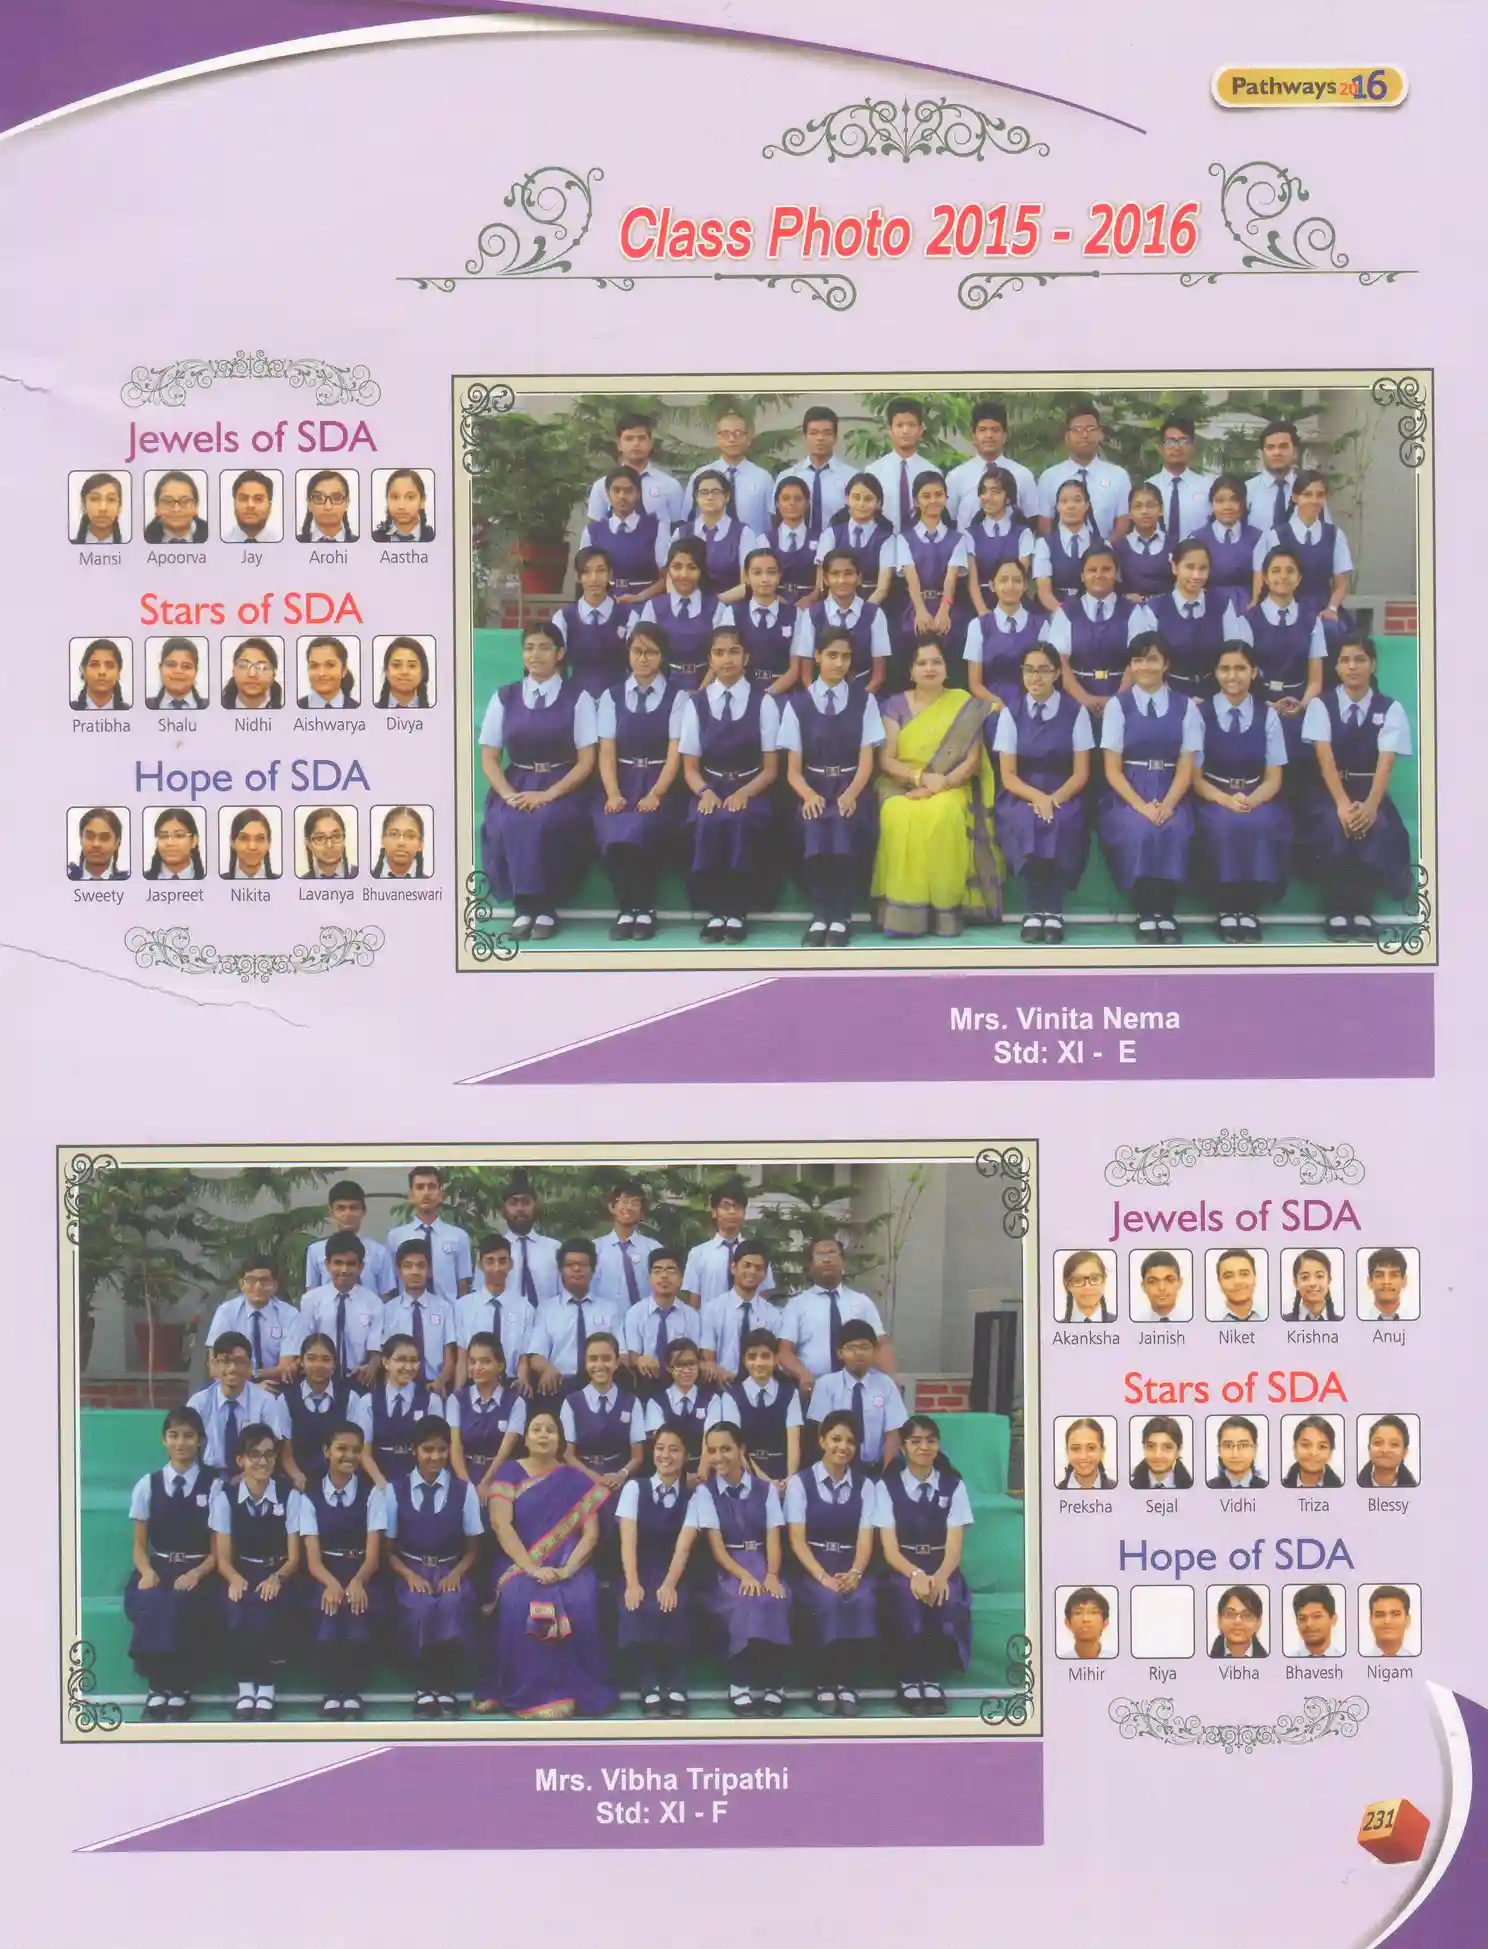 Pathways 2016
Class Photo 2015 - 2016
Jewels of SDA
Mansi Apoorva Jay Arohi Aastha
Stars of SDA
Pratibha Shalu Nidhi Aishwarya Divya
Hope of SDA
Sweety Jaspreet Nikita Lavanya Bhuvaneswari
Mrs. Vinita Nema
Std: XI - E
Jewels of SDA
Akanksha Jainish Niket Krishna Anuj
Stars of SDA
Preksha Sejal Vidhi Triza Blessy
Hope of SDA
Mihir Riya Vibha Bhavesh Nigam
Mrs. Vibha Tripathi
Std: XI - F
231